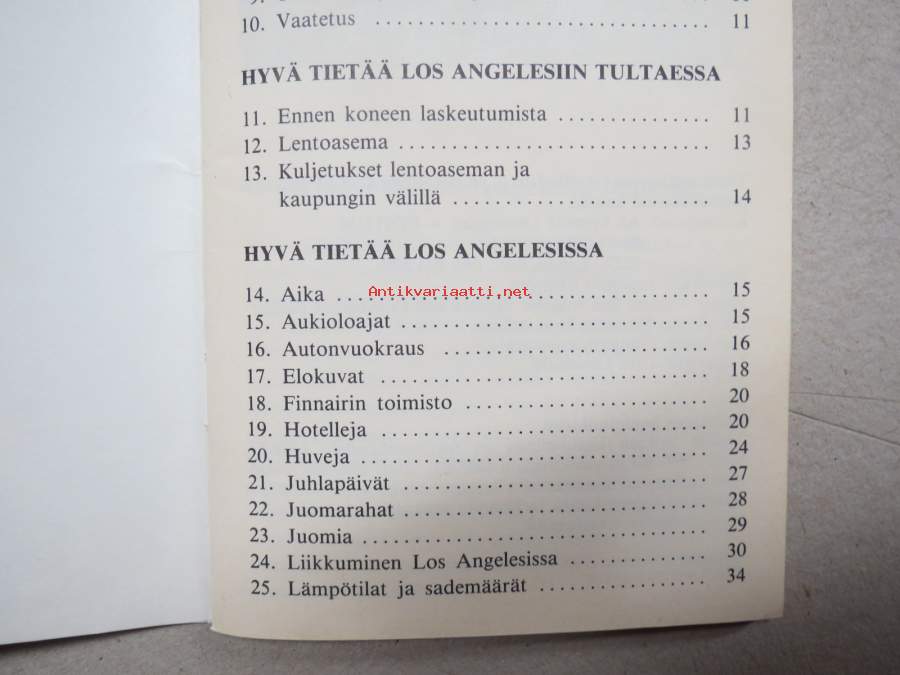 10. Vaatetus ................................ 11
HYVÄ TIETÄÄ LOS ANGELESIIN TULTAESSA
11. Ennen koneen laskeutumista ............... 11
12. Lentoasema ............................... 13
13. Kuljetukset lentoaseman ja
kaupungin välillä .......................... 14
HYVÄ TIETÄÄ LOS ANGELESISSA
14. Aika ..................................... 15
Antikvariaatti.net
15. Aukioloajat ............................... 15
16. Autonvuokraus ........................... 16
17. Elokuvat ................................. 18
18. Finnairin toimisto ........................ 20
19. Hotelleja ................................. 20
20. Huveja ................................... 24
21. Juhlapäivät ............................... 27
22. Juomarahat ............................... 28
23. Juomia ................................... 29
24. Liikkuminen Los Angelesissa .............. 30
25. Lämpötilat ja sademäärät ................. 34